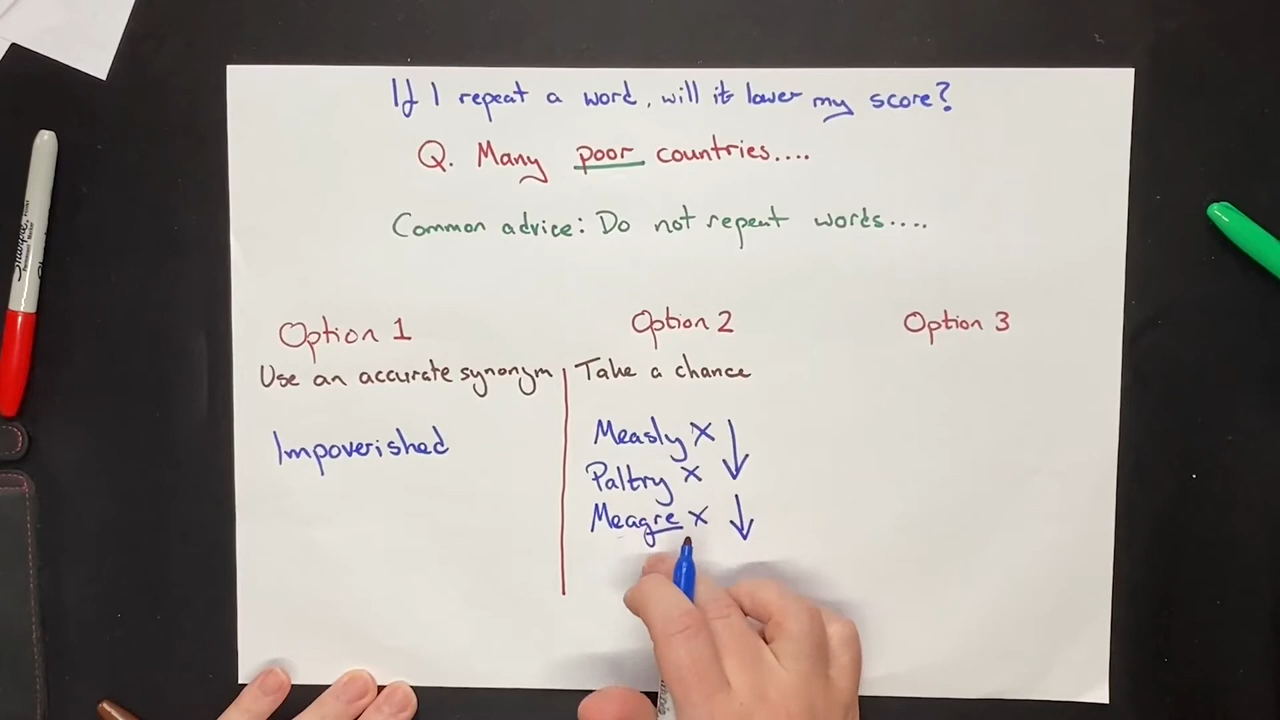 If I repeat a word, will it lower my score?
Q. Many poor countries....
Common advice: Do not repeat words....
Option 1
Use an accurate synonym
Impoverished
Option 2
Take a chance
Measly X ↓
Paltry X
Meagre X ↓
Option 3
Sharpie